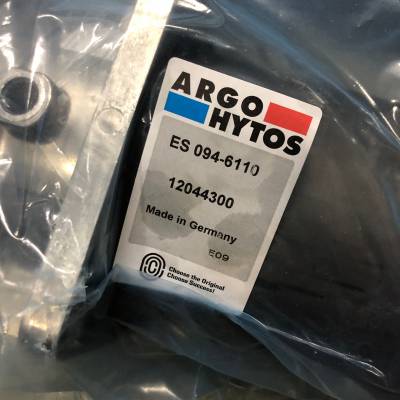 ARGO
HYTOS
ES 094-6110
12044300
Made in Germany
E09
Choose the Original
Choose Success!